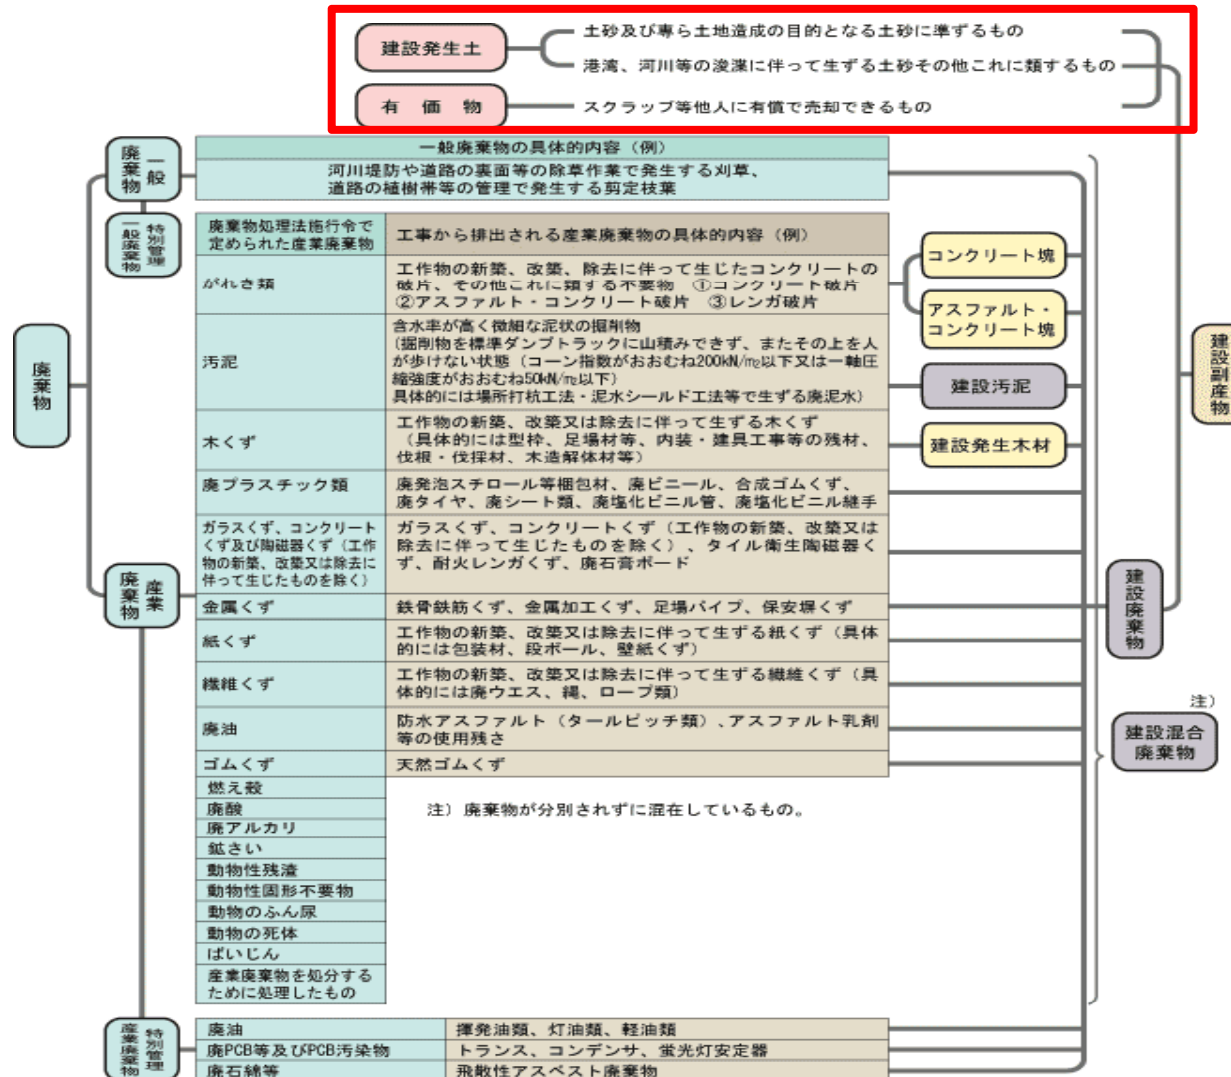 建設発生土
土砂及び専ら土地造成の目的となる土砂に準ずるもの
港湾、河川等の浚渫に伴って生ずる土砂その他これに類するもの
有価物
スクラップ等他人に有償で売却できるもの
一般廃棄物
一般廃棄物の具体的内容（例）
河川堤防や道路の裏面等の除草作業で発生する刈草、
道路の植樹帯等の管理で発生する剪定枝葉
特別管理一般廃棄物
廃棄物処理法施行令で
定められた産業廃棄物
工事から排出される産業廃棄物の具体的内容（例）
がれき類
工作物の新築、改築、除去に伴って生じたコンクリートの
破片、その他これに類する不要物　①コンクリート破片
②アスファルト・コンクリート破片　③レンガ破片
コンクリート塊
アスファルト・
コンクリート塊
汚泥
含水率が高く微細な泥状の掘削物
（掘削物を標準ダンプトラックに山積みできず、またその上を人
が歩けない状態（コーン指数がおおむね200kN/㎡以下又は一軸圧
縮強度がおおむね50kN/㎡以下）
具体的には場所打杭工法・泥水シールド工法等で生ずる廃泥水）
建設汚泥
建設副産物
廃棄物
木くず
工作物の新築、改築又は除去に伴って生ずる木くず
（具体的には型枠、足場材等、内装・建具工事等の残材、
伐根・伐採材、木造解体材等）
建設発生木材
廃プラスチック類
廃発泡スチロール等梱包材、廃ビニール、合成ゴムくず、
廃タイヤ、廃シート類、廃塩化ビニル管、廃塩化ビニル継手
ガラスくず、コンクリート
くず及び陶磁器くず（工作
物の新築、改築又は除去に
伴って生じたものを除く）
ガラスくず、コンクリートくず（工作物の新築、改築又は
除去に伴って生じたものを除く）、タイル衛生陶磁器く
ず、耐火レンガくず、廃石膏ボード
産業廃棄物
金属くず
鉄骨鉄筋くず、金属加工くず、足場パイプ、保安塀くず
建設廃棄物
紙くず
工作物の新築、改築又は除去に伴って生ずる紙くず（具体
的には包装材、段ボール、壁紙くず）
繊維くず
工作物の新築、改築又は除去に伴って生ずる繊維くず（具
体的には廃ウエス、縄、ロープ類）
廃油
防水アスファルト（タールピッチ類）、アスファルト乳剤
等の使用残さ
注）
建設混合
廃棄物
ゴムくず
天然ゴムくず
燃え殻
廃酸
廃アルカリ
鉱さい
動物性残渣
動物性固形不要物
動物のふん尿
動物の死体
ばいじん
産業廃棄物を処分する
ために処理したもの
注）廃棄物が分別されずに混在しているもの。
特別管理産業廃棄物
廃油
揮発油類、灯油類、軽油類
廃PCB等及びPCB汚染物
トランス、コンデンサ、蛍光灯安定器
廃石綿等
飛散性アスベスト廃棄物